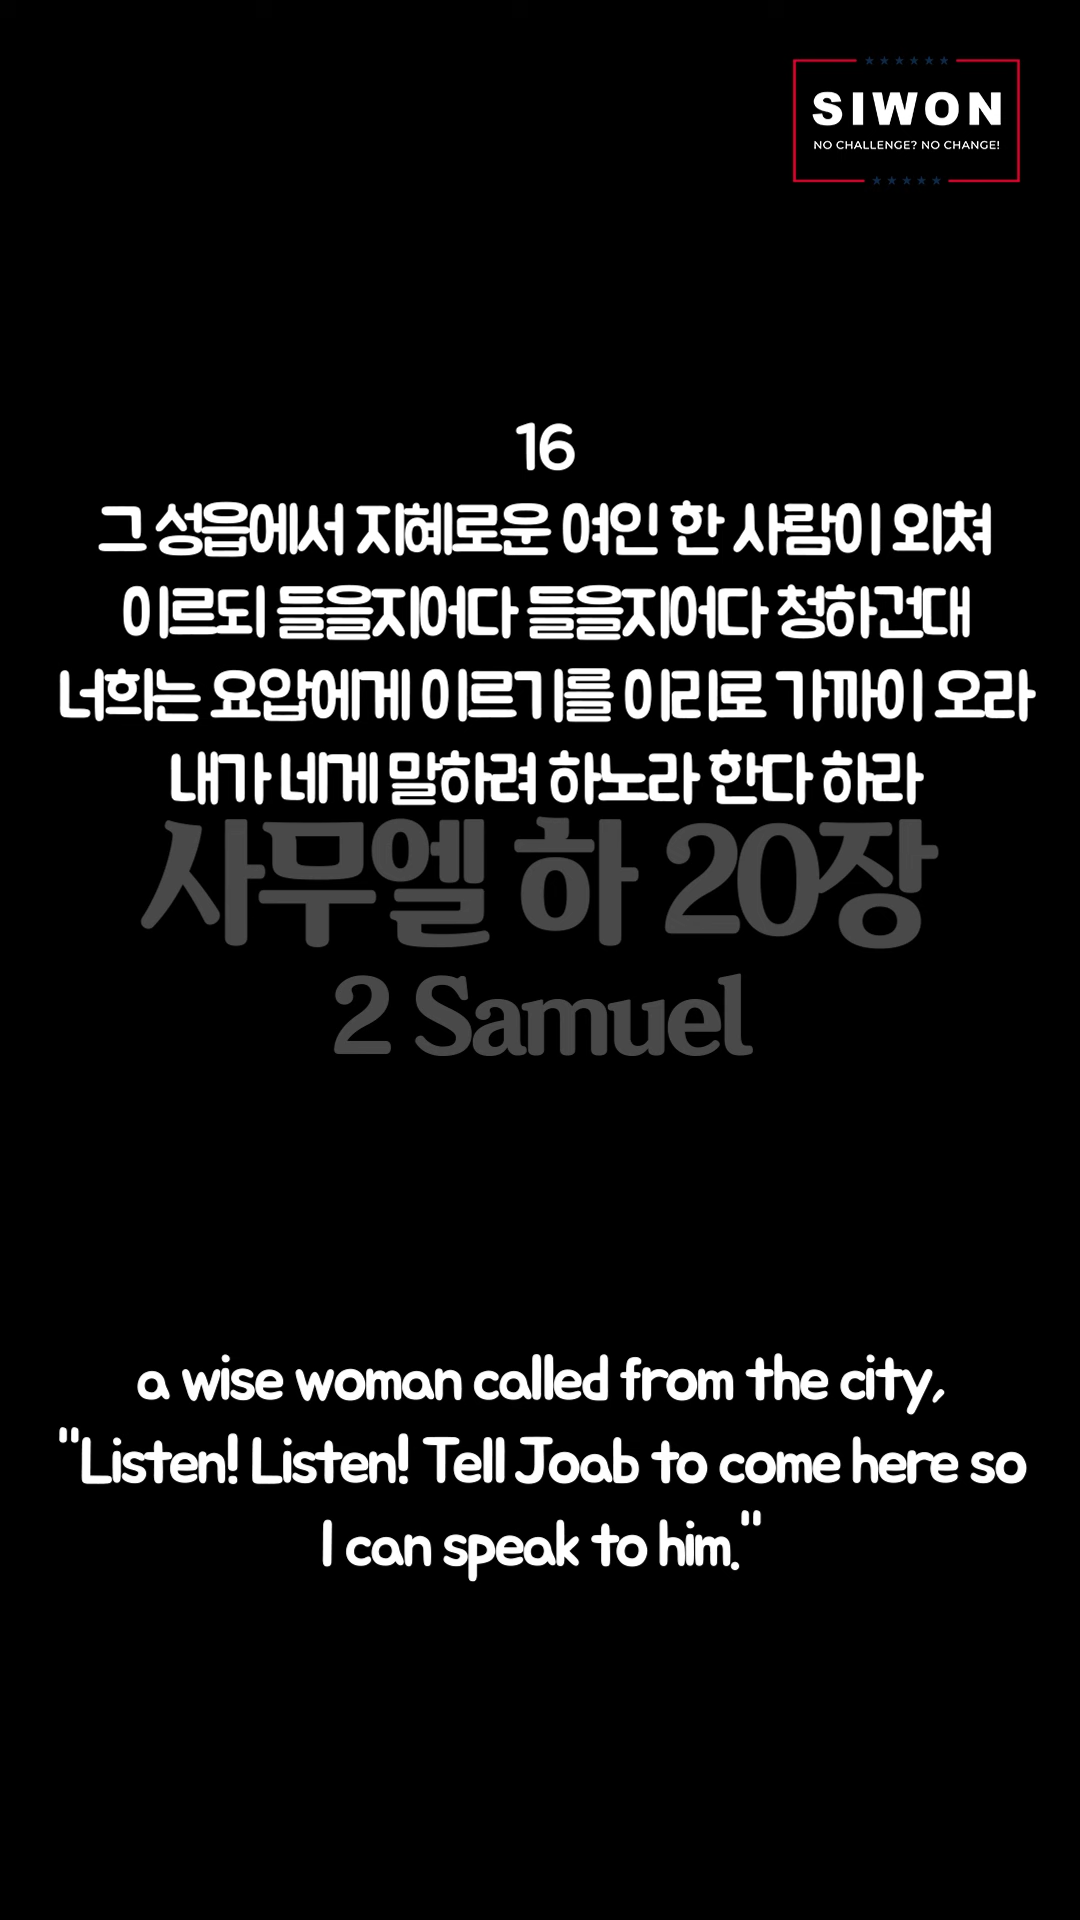 ★★★★★★
SIWON
NO CHALLENGE? NO CHANGE!
★★★★★
16
그 성읍에서 지혜로운 여인 한 사람이 외쳐
이르되 들을지어다 들을지어다 청하건대
너희는 요압에게 이르기를 이리로 가까이 오라
내가 네게 말하려 하노라 한다 하라
사무엘 하 20장
2 Samuel
a wise woman called from the city,
"Listen! Listen! Tell Joab to come here so
I can speak to him."